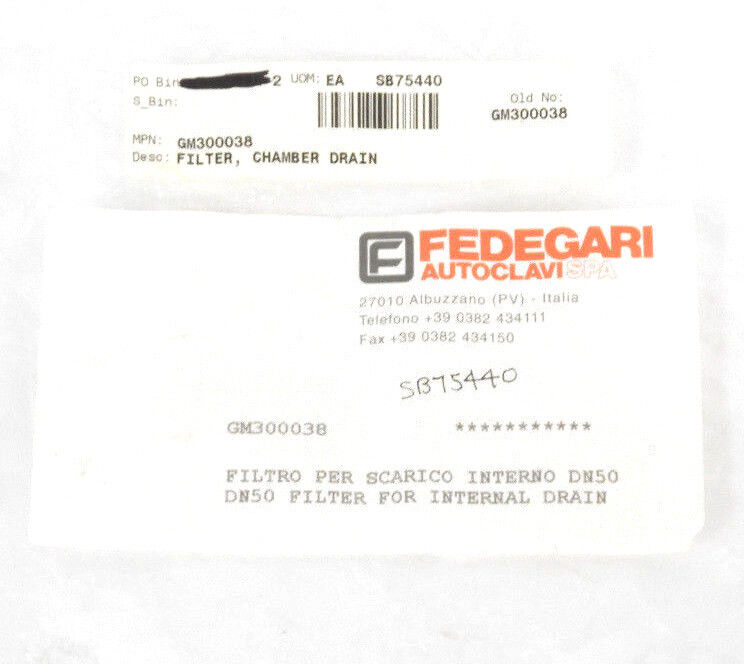 PO Bin 2 UOM: EA SB75440
S_Bin:
Old No:
GM300038
MPN: GM300038
Desc: FILTER, CHAMBER DRAIN
F FEDEGARI
AUTOCLAVI SPA
27010 Albuzzano (PV) - Italia
Telefono +39 0382 434111
Fax +39 0382 434150
SB75440
GM300038 ***********
FILTRO PER SCARICO INTERNO DN50
DN50 FILTER FOR INTERNAL DRAIN